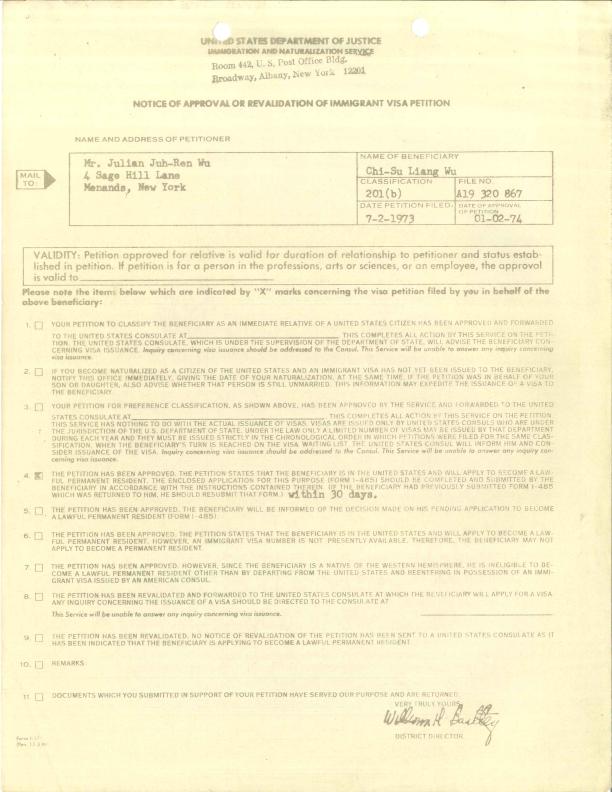 UNITED STATES DEPARTMENT OF JUSTICE
IMMIGRATION AND NATURALIZATION SERVICE
Room 442, U. S. Post Office Bldg.
Broadway, Albany, New York 12201
NOTICE OF APPROVAL OR REVALIDATION OF IMMIGRANT VISA PETITION
NAME AND ADDRESS OF PETITIONER
MAIL TO:
Mr. Julian Juh-Ren Wu
4 Sage Hill Lane
Menands, New York
NAME OF BENEFICIARY
Chi-Su Liang Wu
CLASSIFICATION
201(b)
FILE NO.
A19 320 867
DATE PETITION FILED:
7-2-1973
DATE OF APPROVAL OF PETITION
01-02-74
VALIDITY: Petition approved for relative is valid for duration of relationship to petitioner and status estab-
lished in petition. If petition is for a person in the professions, arts or sciences, or an employee, the approval
is valid to
Please note the items below which are indicated by "X" marks concerning the visa petition filed by you in behalf of the
above beneficiary:
1. YOUR PETITION TO CLASSIFY THE BENEFICIARY AS AN IMMEDIATE RELATIVE OF A UNITED STATES CITIZEN HAS BEEN APPROVED AND FORWARDED
TO THE UNITED STATES CONSULATE AT THIS COMPLETES ALL ACTION BY THIS SERVICE ON THE PETI-
TION. THE UNITED STATES CONSULATE, WHICH IS UNDER THE SUPERVISION OF THE DEPARTMENT OF STATE, WILL ADVISE THE BENEFICIARY CON-
CERNING VISA ISSUANCE. Inquiry concerning visa issuance should be addressed to the Consul. This Service will be unable to answer any inquiry concerning
visa issuance.
2. IF YOU BECOME NATURALIZED AS A CITIZEN OF THE UNITED STATES AND AN IMMIGRANT VISA HAS NOT YET BEEN ISSUED TO THE BENEFICIARY,
NOTIFY THIS OFFICE IMMEDIATELY, GIVING THE DATE OF YOUR NATURALIZATION. AT THE SAME TIME, IF THE PETITION WAS IN BEHALF OF YOUR
SON OR DAUGHTER, ALSO ADVISE WHETHER THAT PERSON IS STILL UNMARRIED. THIS INFORMATION MAY EXPEDITE THE ISSUANCE OF A VISA TO
THE BENEFICIARY.
3. YOUR PETITION FOR PREFERENCE CLASSIFICATION, AS SHOWN ABOVE, HAS BEEN APPROVED BY THE SERVICE AND FORWARDED TO THE UNITED
STATES CONSULATE AT THIS COMPLETES ALL ACTION BY THIS SERVICE ON THE PETITION
THIS SERVICE HAS NOTHING TO DO WITH THE ACTUAL ISSUANCE OF VISAS. VISAS ARE ISSUED ONLY BY UNITED STATES CONSULS WHO ARE UNDER
THE JURISDICTION OF THE U.S. DEPARTMENT OF STATE. UNDER THE LAW ONLY A LIMITED NUMBER OF VISAS MAY BE ISSUED BY THAT DEPARTMENT
DURING EACH YEAR AND THEY MUST BE ISSUED STRICTLY IN THE CHRONOLOGICAL ORDER IN WHICH PETITIONS WERE FILED FOR THE SAME CLAS-
SIFICATION. WHEN THE BENEFICIARY'S TURN IS REACHED ON THE VISA WAITING LIST, THE UNITED STATES CONSUL WILL INFORM HIM AND CON-
SIDER ISSUANCE OF THE VISA. Inquiry concerning visa issuance should be addressed to the Consul. This Service will be unable to answer any inquiry con-
cerning visa issuance.
4. THE PETITION HAS BEEN APPROVED. THE PETITION STATES THAT THE BENEFICIARY IS IN THE UNITED STATES AND WILL APPLY TO BECOME A LAW-
FUL PERMANENT RESIDENT. THE ENCLOSED APPLICATION FOR THIS PURPOSE (FORM I-485) SHOULD BE COMPLETED AND SUBMITTED BY THE
BENEFICIARY IN ACCORDANCE WITH THE INSTRUCTIONS CONTAINED THEREIN. (IF THE BENEFICIARY HAD PREVIOUSLY SUBMITTED FORM I-485
WHICH WAS RETURNED TO HIM, HE SHOULD RESUBMIT THAT FORM.) within 30 days.
5. THE PETITION HAS BEEN APPROVED. THE BENEFICIARY WILL BE INFORMED OF THE DECISION MADE ON HIS PENDING APPLICATION TO BECOME
A LAWFUL PERMANENT RESIDENT (FORM I-485).
6. THE PETITION HAS BEEN APPROVED. THE PETITION STATES THAT THE BENEFICIARY IS IN THE UNITED STATES AND WILL APPLY TO BECOME A LAW-
FUL PERMANENT RESIDENT. HOWEVER, AN IMMIGRANT VISA NUMBER IS NOT PRESENTLY AVAILABLE. THEREFORE, THE BENEFICIARY MAY NOT
APPLY TO BECOME A PERMANENT RESIDENT.
7. THE PETITION HAS BEEN APPROVED. HOWEVER, SINCE THE BENEFICIARY IS A NATIVE OF THE WESTERN HEMISPHERE, HE IS INELIGIBLE TO BE-
COME A LAWFUL PERMANENT RESIDENT OTHER THAN BY DEPARTING FROM THE UNITED STATES AND REENTERING IN POSSESSION OF AN IMMI-
GRANT VISA ISSUED BY AN AMERICAN CONSUL.
8. THE PETITION HAS BEEN REVALIDATED AND FORWARDED TO THE UNITED STATES CONSULATE AT WHICH THE BENEFICIARY WILL APPLY FOR A VISA.
ANY INQUIRY CONCERNING THE ISSUANCE OF A VISA SHOULD BE DIRECTED TO THE CONSULATE AT
This Service will be unable to answer any inquiry concerning visa issuance.
9. THE PETITION HAS BEEN REVALIDATED. NO NOTICE OF REVALIDATION OF THE PETITION HAS BEEN SENT TO A UNITED STATES CONSULATE AS IT
HAS BEEN INDICATED THAT THE BENEFICIARY IS APPLYING TO BECOME A LAWFUL PERMANENT RESIDENT.
10. REMARKS:
11. DOCUMENTS WHICH YOU SUBMITTED IN SUPPORT OF YOUR PETITION HAVE SERVED OUR PURPOSE AND ARE RETURNED.
VERY TRULY YOURS,
DISTRICT DIRECTOR